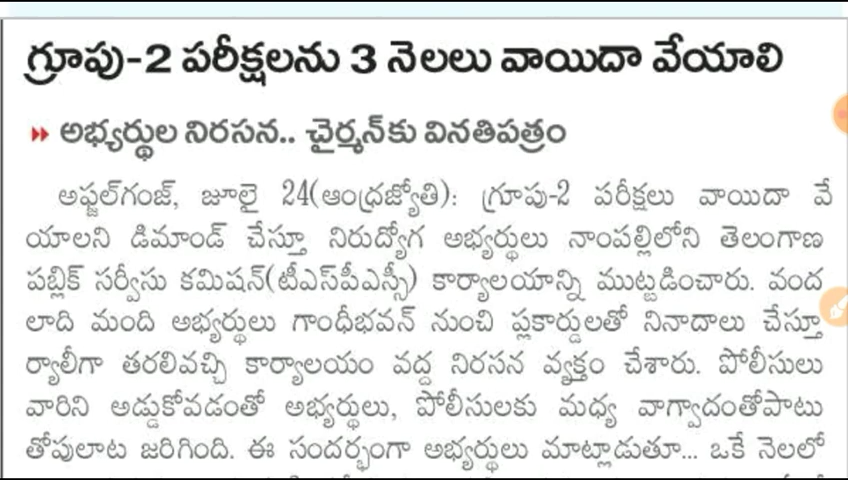 గ్రూపు-2 పరీక్షలను 3 నెలలు వాయిదా వేయాలి
అభ్యర్థుల నిరసన.. చైర్మన్‌కు వినతిపత్రం
అఫ్జల్‌గంజ్, జూలై 24(ఆంధ్రజ్యోతి): గ్రూపు-2 పరీక్షలు వాయిదా వే
యాలని డిమాండ్ చేస్తూ నిరుద్యోగ అభ్యర్థులు నాంపల్లిలోని తెలంగాణ
పబ్లిక్ సర్వీసు కమిషన్(టీఎస్‌పీఎస్సీ) కార్యాలయాన్ని ముట్టడించారు. వంద
లాది మంది అభ్యర్థులు గాంధీభవన్ నుంచి ప్లకార్డులతో నినాదాలు చేస్తూ
ర్యాలీగా తరలివచ్చి కార్యాలయం వద్ద నిరసన వ్యక్తం చేశారు. పోలీసులు
వారిని అడ్డుకోవడంతో అభ్యర్థులు, పోలీసులకు మధ్య వాగ్వాదంతోపాటు
తోపులాట జరిగింది. ఈ సందర్భంగా అభ్యర్థులు మాట్లాడుతూ... ఒకే నెలలో